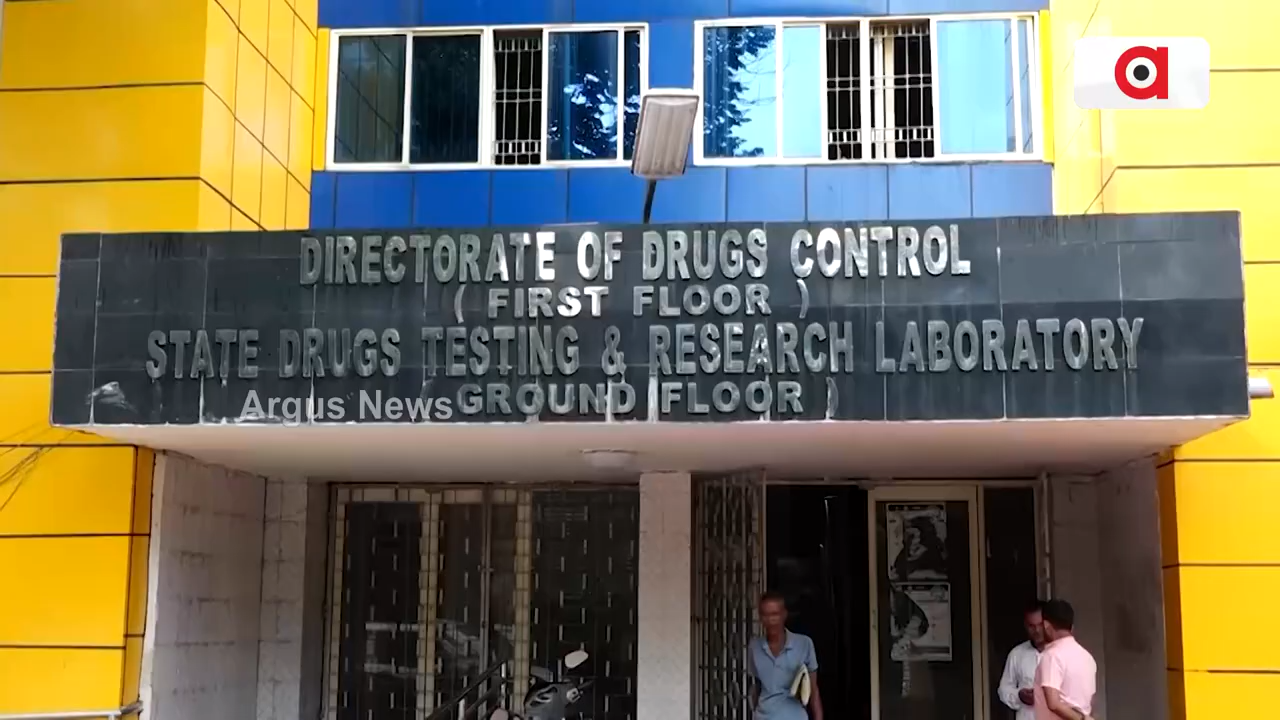 DIRECTORATE OF DRUGS CONTROL
( FIRST FLOOR )
STATE DRUGS TESTING & RESEARCH LABORATORY
( GROUND FLOOR )
Argus News
a